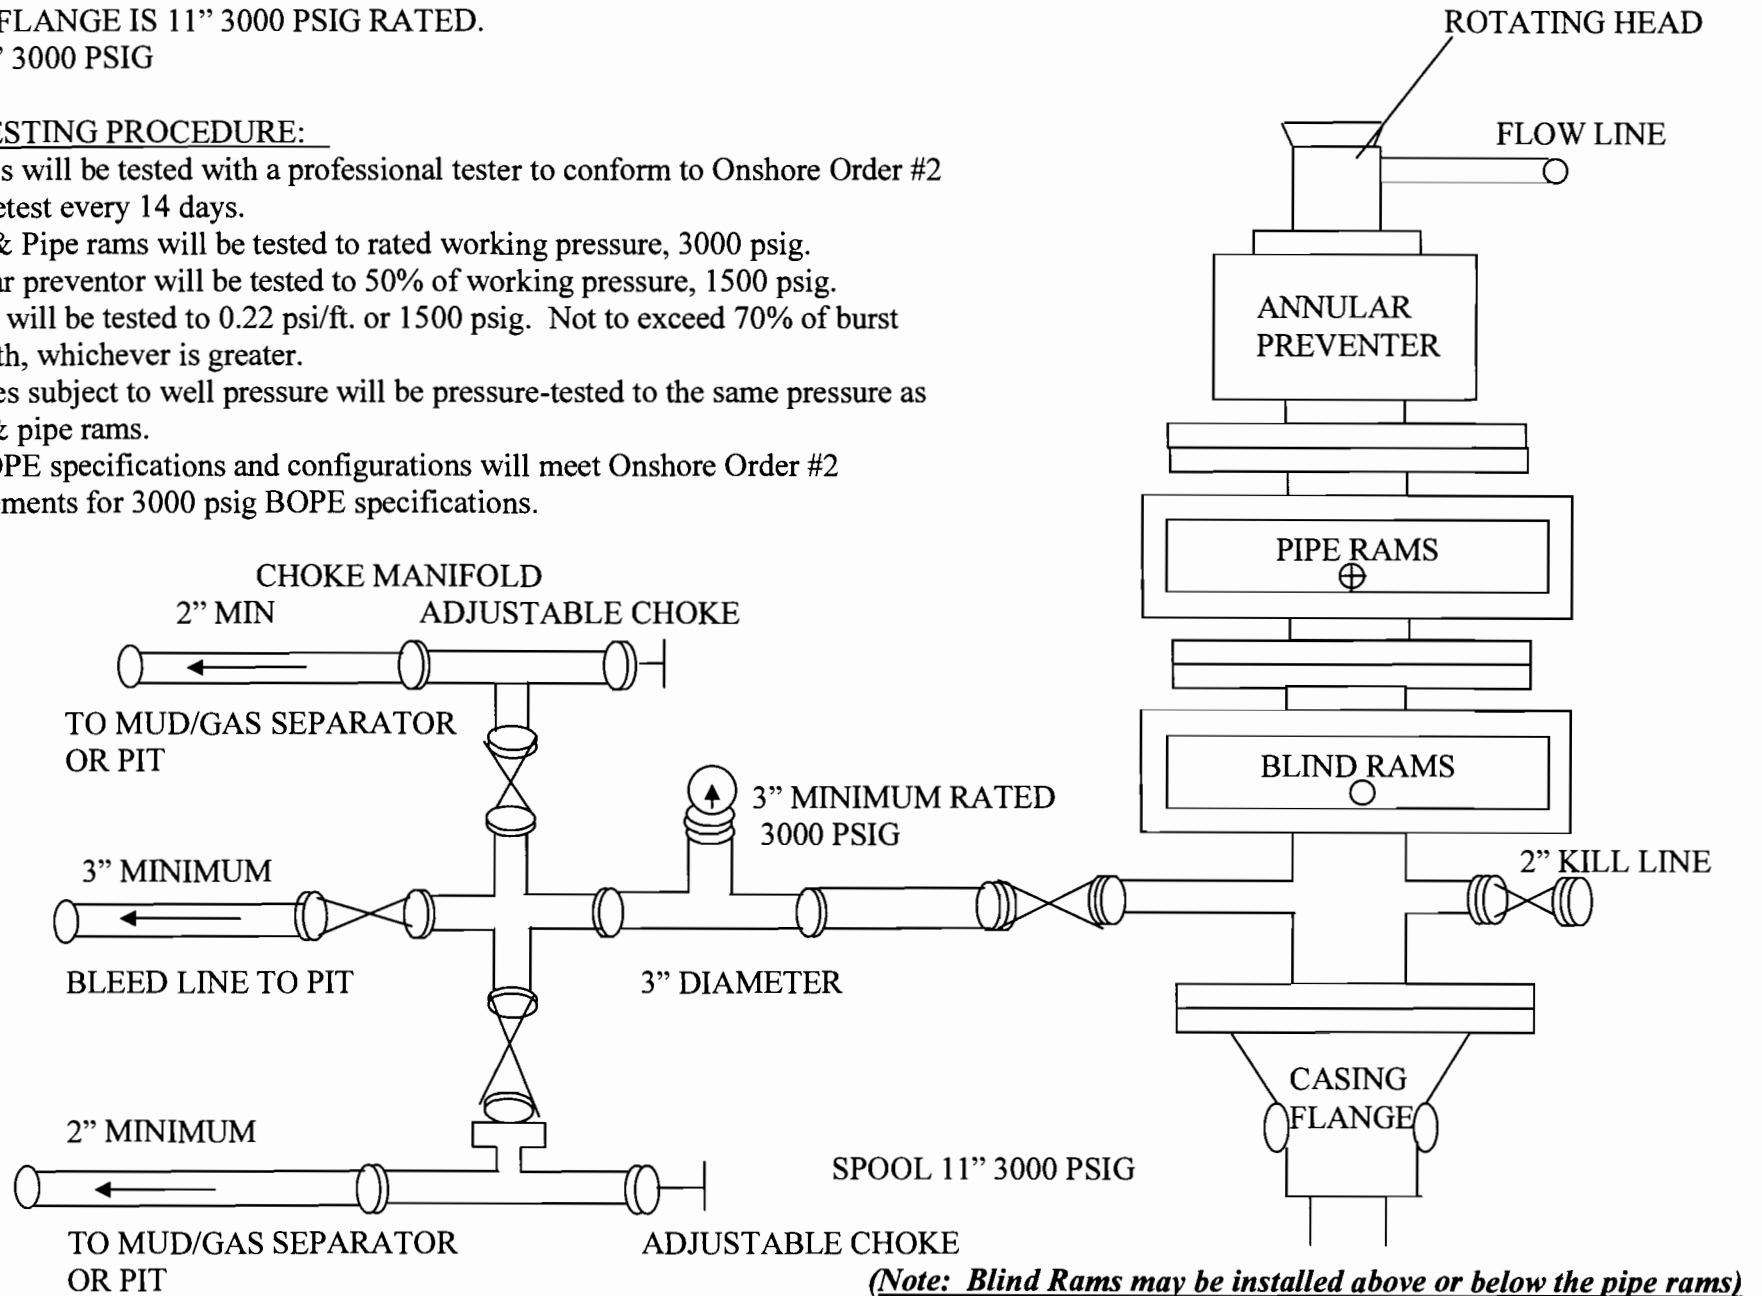 FLANGE IS 11” 3000 PSIG RATED.
” 3000 PSIG
ESTING PROCEDURE:
s will be tested with a professional tester to conform to Onshore Order #2
etest every 14 days.
& Pipe rams will be tested to rated working pressure, 3000 psig.
ar preventor will be tested to 50% of working pressure, 1500 psig.
will be tested to 0.22 psi/ft. or 1500 psig.  Not to exceed 70% of burst
th, whichever is greater.
es subject to well pressure will be pressure-tested to the same pressure as
& pipe rams.
OPE specifications and configurations will meet Onshore Order #2
ements for 3000 psig BOPE specifications.
ROTATING HEAD
FLOW LINE
ANNULAR
PREVENTER
PIPE RAMS
BLIND RAMS
2” KILL LINE
CHOKE MANIFOLD
2” MIN
ADJUSTABLE CHOKE
TO MUD/GAS SEPARATOR
OR PIT
3” MINIMUM RATED
3000 PSIG
3” MINIMUM
BLEED LINE TO PIT
3” DIAMETER
CASING
FLANGE
2” MINIMUM
SPOOL 11” 3000 PSIG
TO MUD/GAS SEPARATOR
OR PIT
ADJUSTABLE CHOKE
(Note:  Blind Rams may be installed above or below the pipe rams)